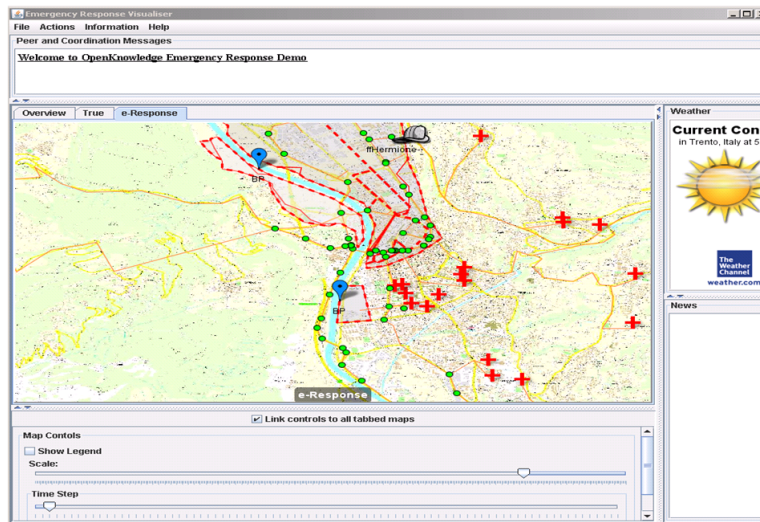 Emergency Response Visualiser
File Actions Information Help
Peer and Coordination Messages
Welcome to OpenKnowledge Emergency Response Demo
Overview True e-Response
ffHermione-
BP
BP
e-Response
Link controls to all tabbed maps
Map Contols
Show Legend
Scale:
Time Step
Weather
Current Con
in Trento, Italy at 5
The
Weather
Channel
weather.com
News